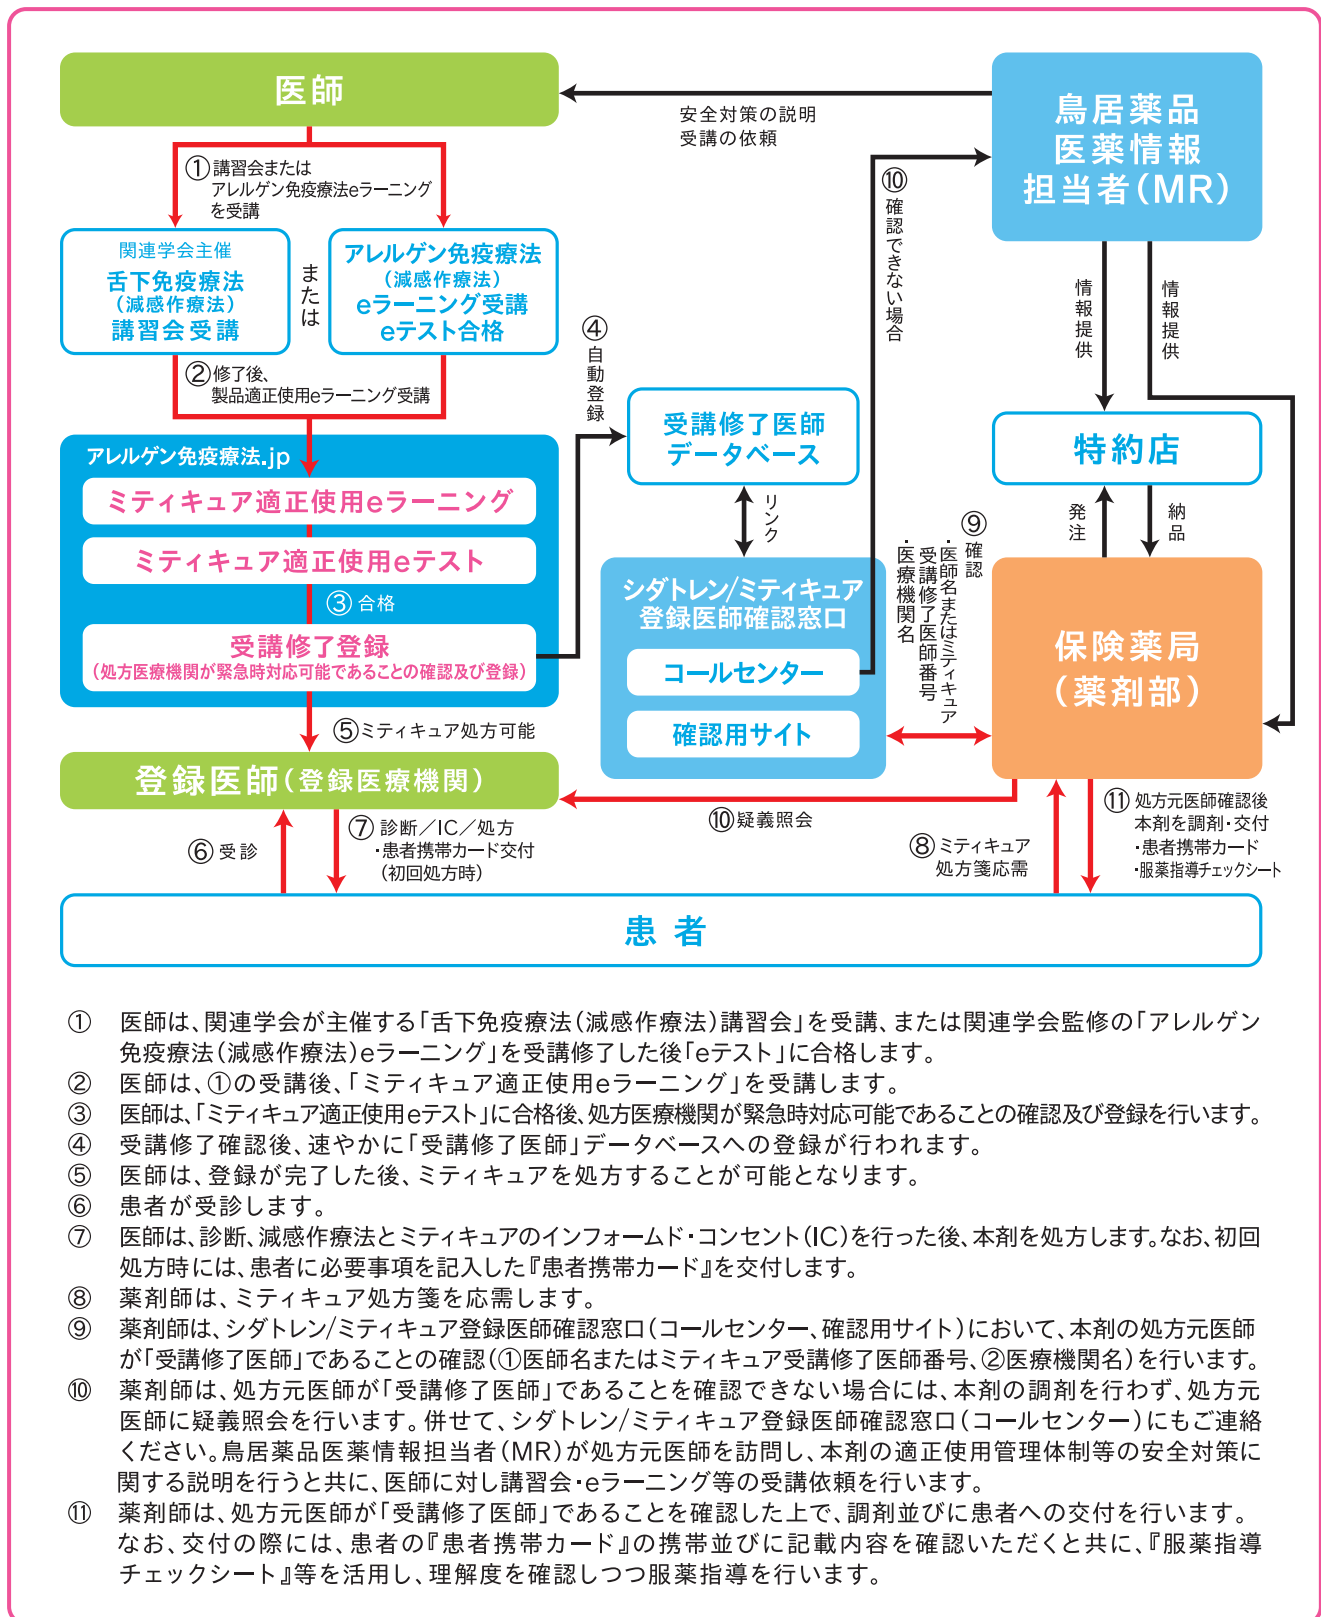 医師
鳥居薬品
医薬情報
担当者(MR)
安全対策の説明
受講の依頼
①講習会または
アレルゲン免疫療法eラーニング
を受講
⑩確認できない場合
関連学会主催
舌下免疫療法
(減感作療法)
講習会受講
または
アレルゲン免疫療法
(減感作療法)
eラーニング受講
eテスト合格
情報提供
情報提供
④自動登録
②修了後、
製品適正使用eラーニング受講
受講修了医師
データベース
特約店
アレルゲン免疫療法.jp
ミティキュア適正使用eラーニング
ミティキュア適正使用eテスト
③合格
受講修了登録
(処方医療機関が緊急時対応可能であることの確認及び登録)
リンク
発注
納品
⑨確認
・医師名またはミティキュア
受講修了医師番号
・医療機関名
シダトレン/ミティキュア
登録医師確認窓口
コールセンター
確認用サイト
保険薬局
(薬剤部)
⑤ミティキュア処方可能
登録医師(登録医療機関)
⑩疑義照会
⑥受診
⑦診断/IC/処方
・患者携帯カード交付
(初回処方時)
⑧ミティキュア
処方箋応需
⑪処方元医師確認後
本剤を調剤・交付
・患者携帯カード
・服薬指導チェックシート
患者
① 医師は、関連学会が主催する「舌下免疫療法(減感作療法)講習会」を受講、または関連学会監修の「アレルゲン
免疫療法(減感作療法)eラーニング」を受講修了した後「eテスト」に合格します。
② 医師は、①の受講後、「ミティキュア適正使用eラーニング」を受講します。
③ 医師は、「ミティキュア適正使用eテスト」に合格後、処方医療機関が緊急時対応可能であることの確認及び登録を行います。
④ 受講修了確認後、速やかに「受講修了医師」データベースへの登録が行われます。
⑤ 医師は、登録が完了した後、ミティキュアを処方することが可能となります。
⑥ 患者が受診します。
⑦ 医師は、診断、減感作療法とミティキュアのインフォームド・コンセント(IC)を行った後、本剤を処方します。なお、初回
処方時には、患者に必要事項を記入した『患者携帯カード』を交付します。
⑧ 薬剤師は、ミティキュア処方箋を応需します。
⑨ 薬剤師は、シダトレン/ミティキュア登録医師確認窓口(コールセンター、確認用サイト)において、本剤の処方元医師
が「受講修了医師」であることの確認(①医師名またはミティキュア受講修了医師番号、②医療機関名)を行います。
⑩ 薬剤師は、処方元医師が「受講修了医師」であることを確認できない場合には、本剤の調剤を行わず、処方元
医師に疑義照会を行います。併せて、シダトレン/ミティキュア登録医師確認窓口(コールセンター)にもご連絡
ください。鳥居薬品医薬情報担当者(MR)が処方元医師を訪問し、本剤の適正使用管理体制等の安全対策に
関する説明を行うと共に、医師に対し講習会・eラーニング等の受講依頼を行います。
⑪ 薬剤師は、処方元医師が「受講修了医師」であることを確認した上で、調剤並びに患者への交付を行います。
なお、交付の際には、患者の『患者携帯カード』の携帯並びに記載内容を確認いただくと共に、『服薬指導
チェックシート』等を活用し、理解度を確認しつつ服薬指導を行います。